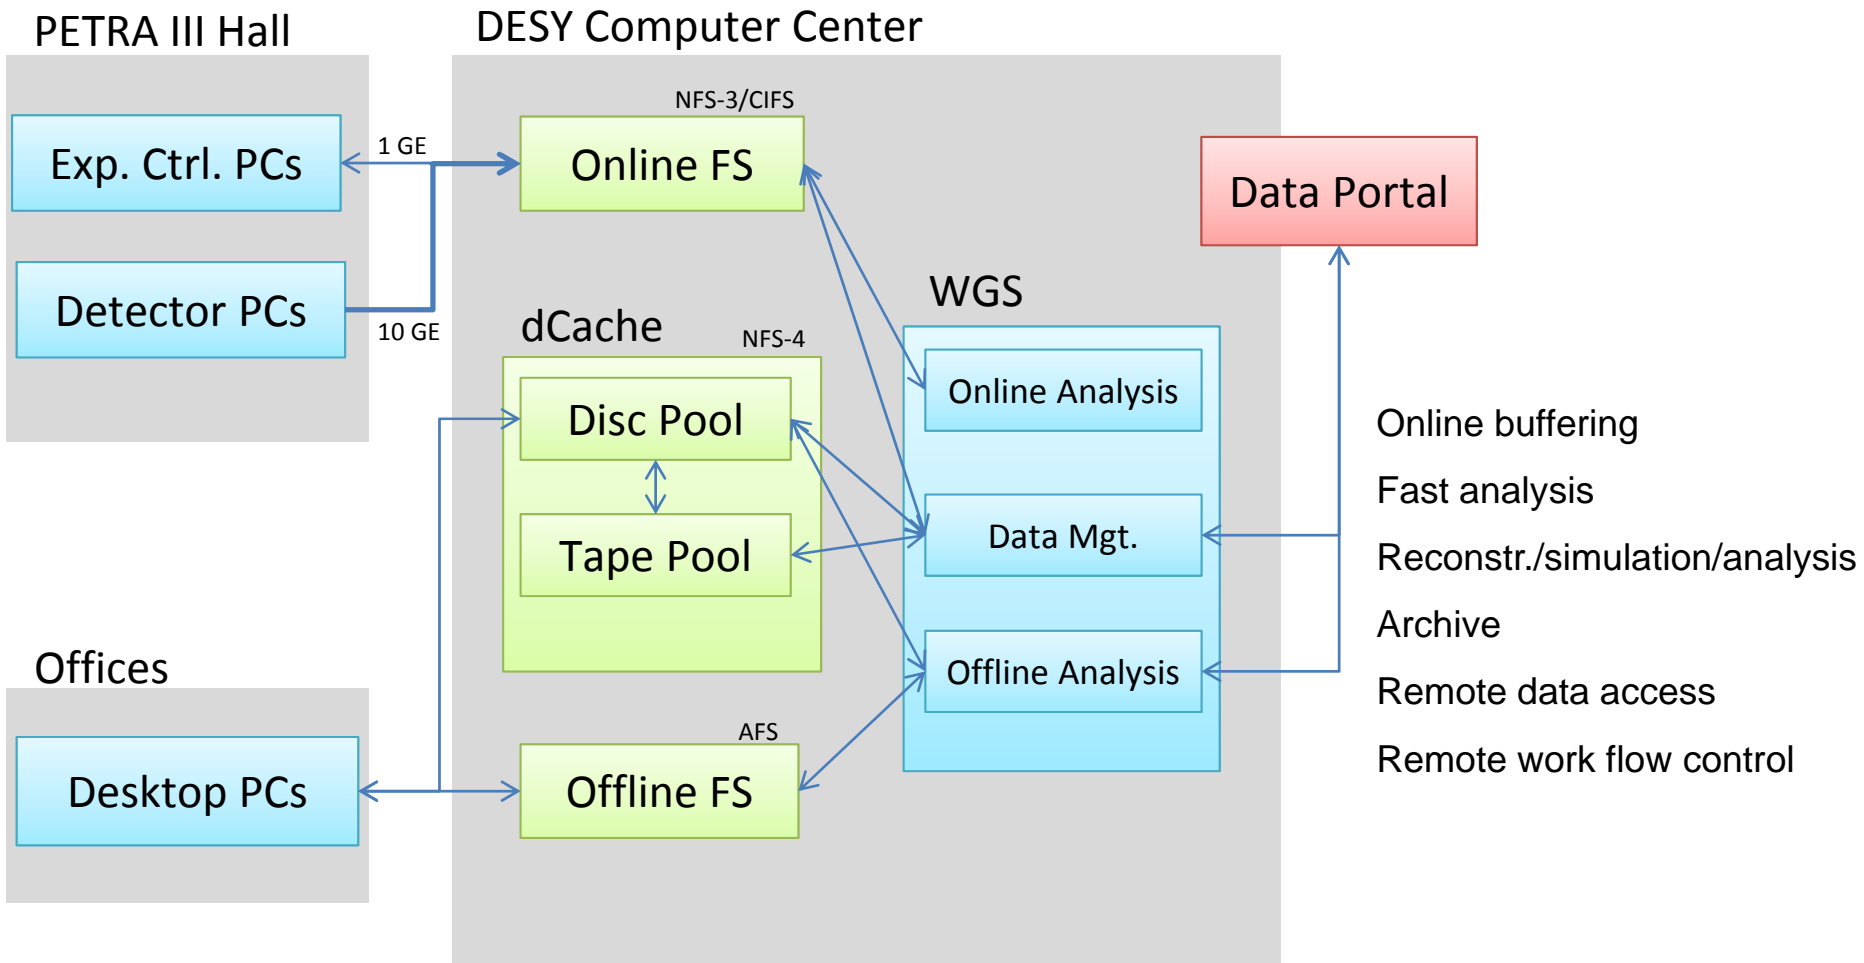 PETRA III Hall
DESY Computer Center
NFS-3/CIFS
Exp. Ctrl. PCs
1 GE
Online FS
Data Portal
Detector PCs
10 GE
dCache
NFS-4
WGS
Disc Pool
Tape Pool
Online Analysis
Data Mgt.
Offline Analysis
Online buffering
Fast analysis
Reconstr./simulation/analysis
Archive
Remote data access
Remote work flow control
Offices
Desktop PCs
AFS
Offline FS